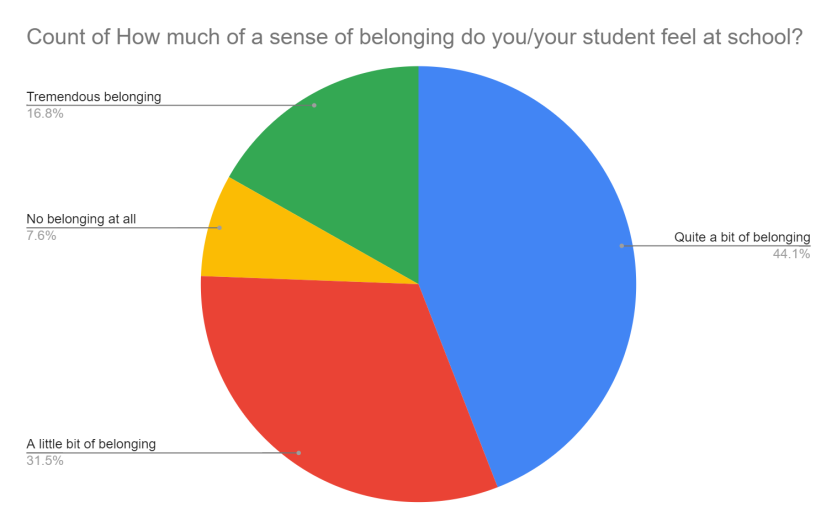 Count of How much of a sense of belonging do you/your student feel at school?
Tremendous belonging
16.8%
No belonging at all
7.6%
Quite a bit of belonging
44.1%
A little bit of belonging
31.5%